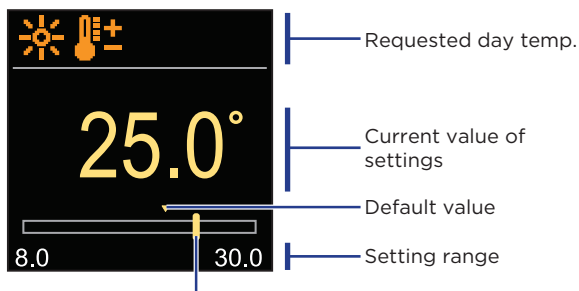 Requested day temp.
25.0°
Current value of
settings
Default value
8.0 30.0
Setting range